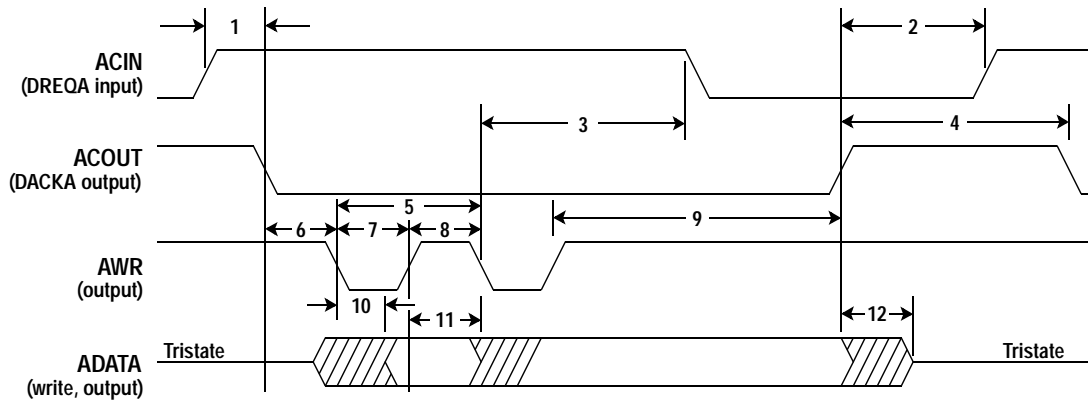 1
2
ACIN
(DREQA input)
3
4
ACOUT
(DACKA output)
5
6
7
8
9
AWR
(output)
10
11
12
Tristate
Tristate
ADATA
(write, output)